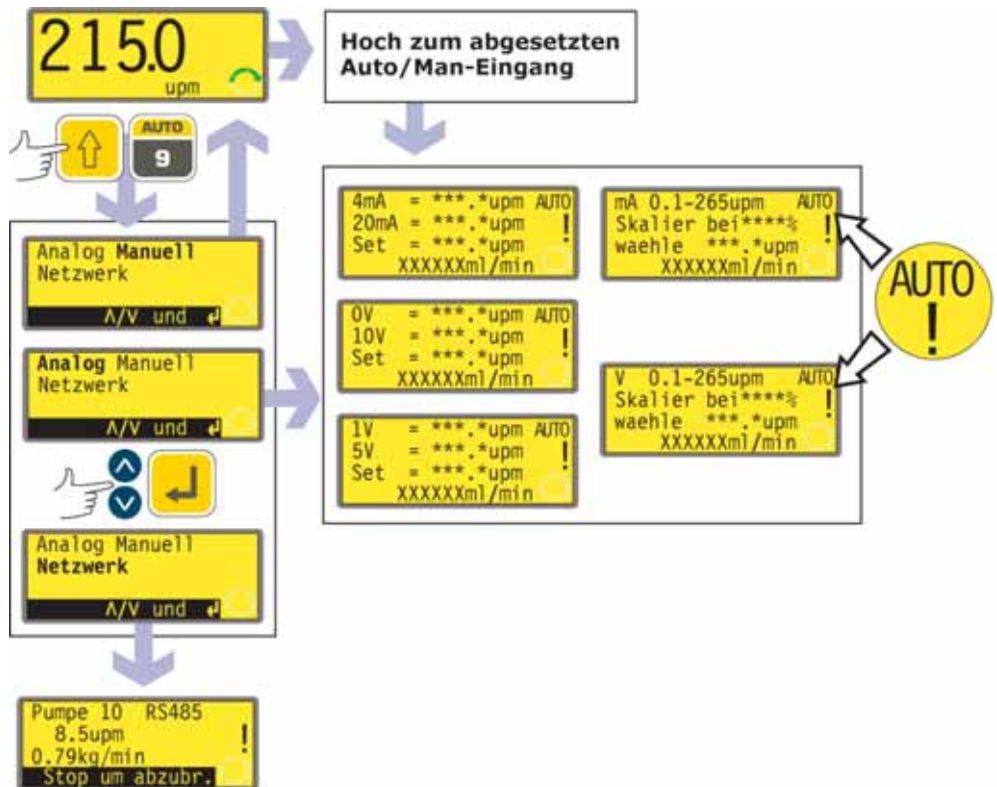 215.0
upm
Hoch zum abgesetzten
Auto/Man-Eingang
AUTO
9
Analog Manuell
Netzwerk
Λ/V und ↲
Analog Manuell
Netzwerk
Λ/V und ↲
Analog Manuell
Netzwerk
Λ/V und ↲
Pumpe 10 RS485
8.5upm !
0.79kg/min
Stop um abzubr.
4mA = ***.*upm AUTO
20mA = ***.*upm !
Set = ***.*upm
XXXXXXml/min
0V = ***.*upm AUTO
10V = ***.*upm !
Set = ***.*upm
XXXXXXml/min
1V = ***.*upm AUTO
5V = ***.*upm !
Set = ***.*upm
XXXXXXml/min
mA 0.1-265upm AUTO
Skalier bei****% !
waehle ***.*upm
XXXXXXml/min
V 0.1-265upm AUTO
Skalier bei****% !
waehle ***.*upm
XXXXXXml/min
AUTO
!